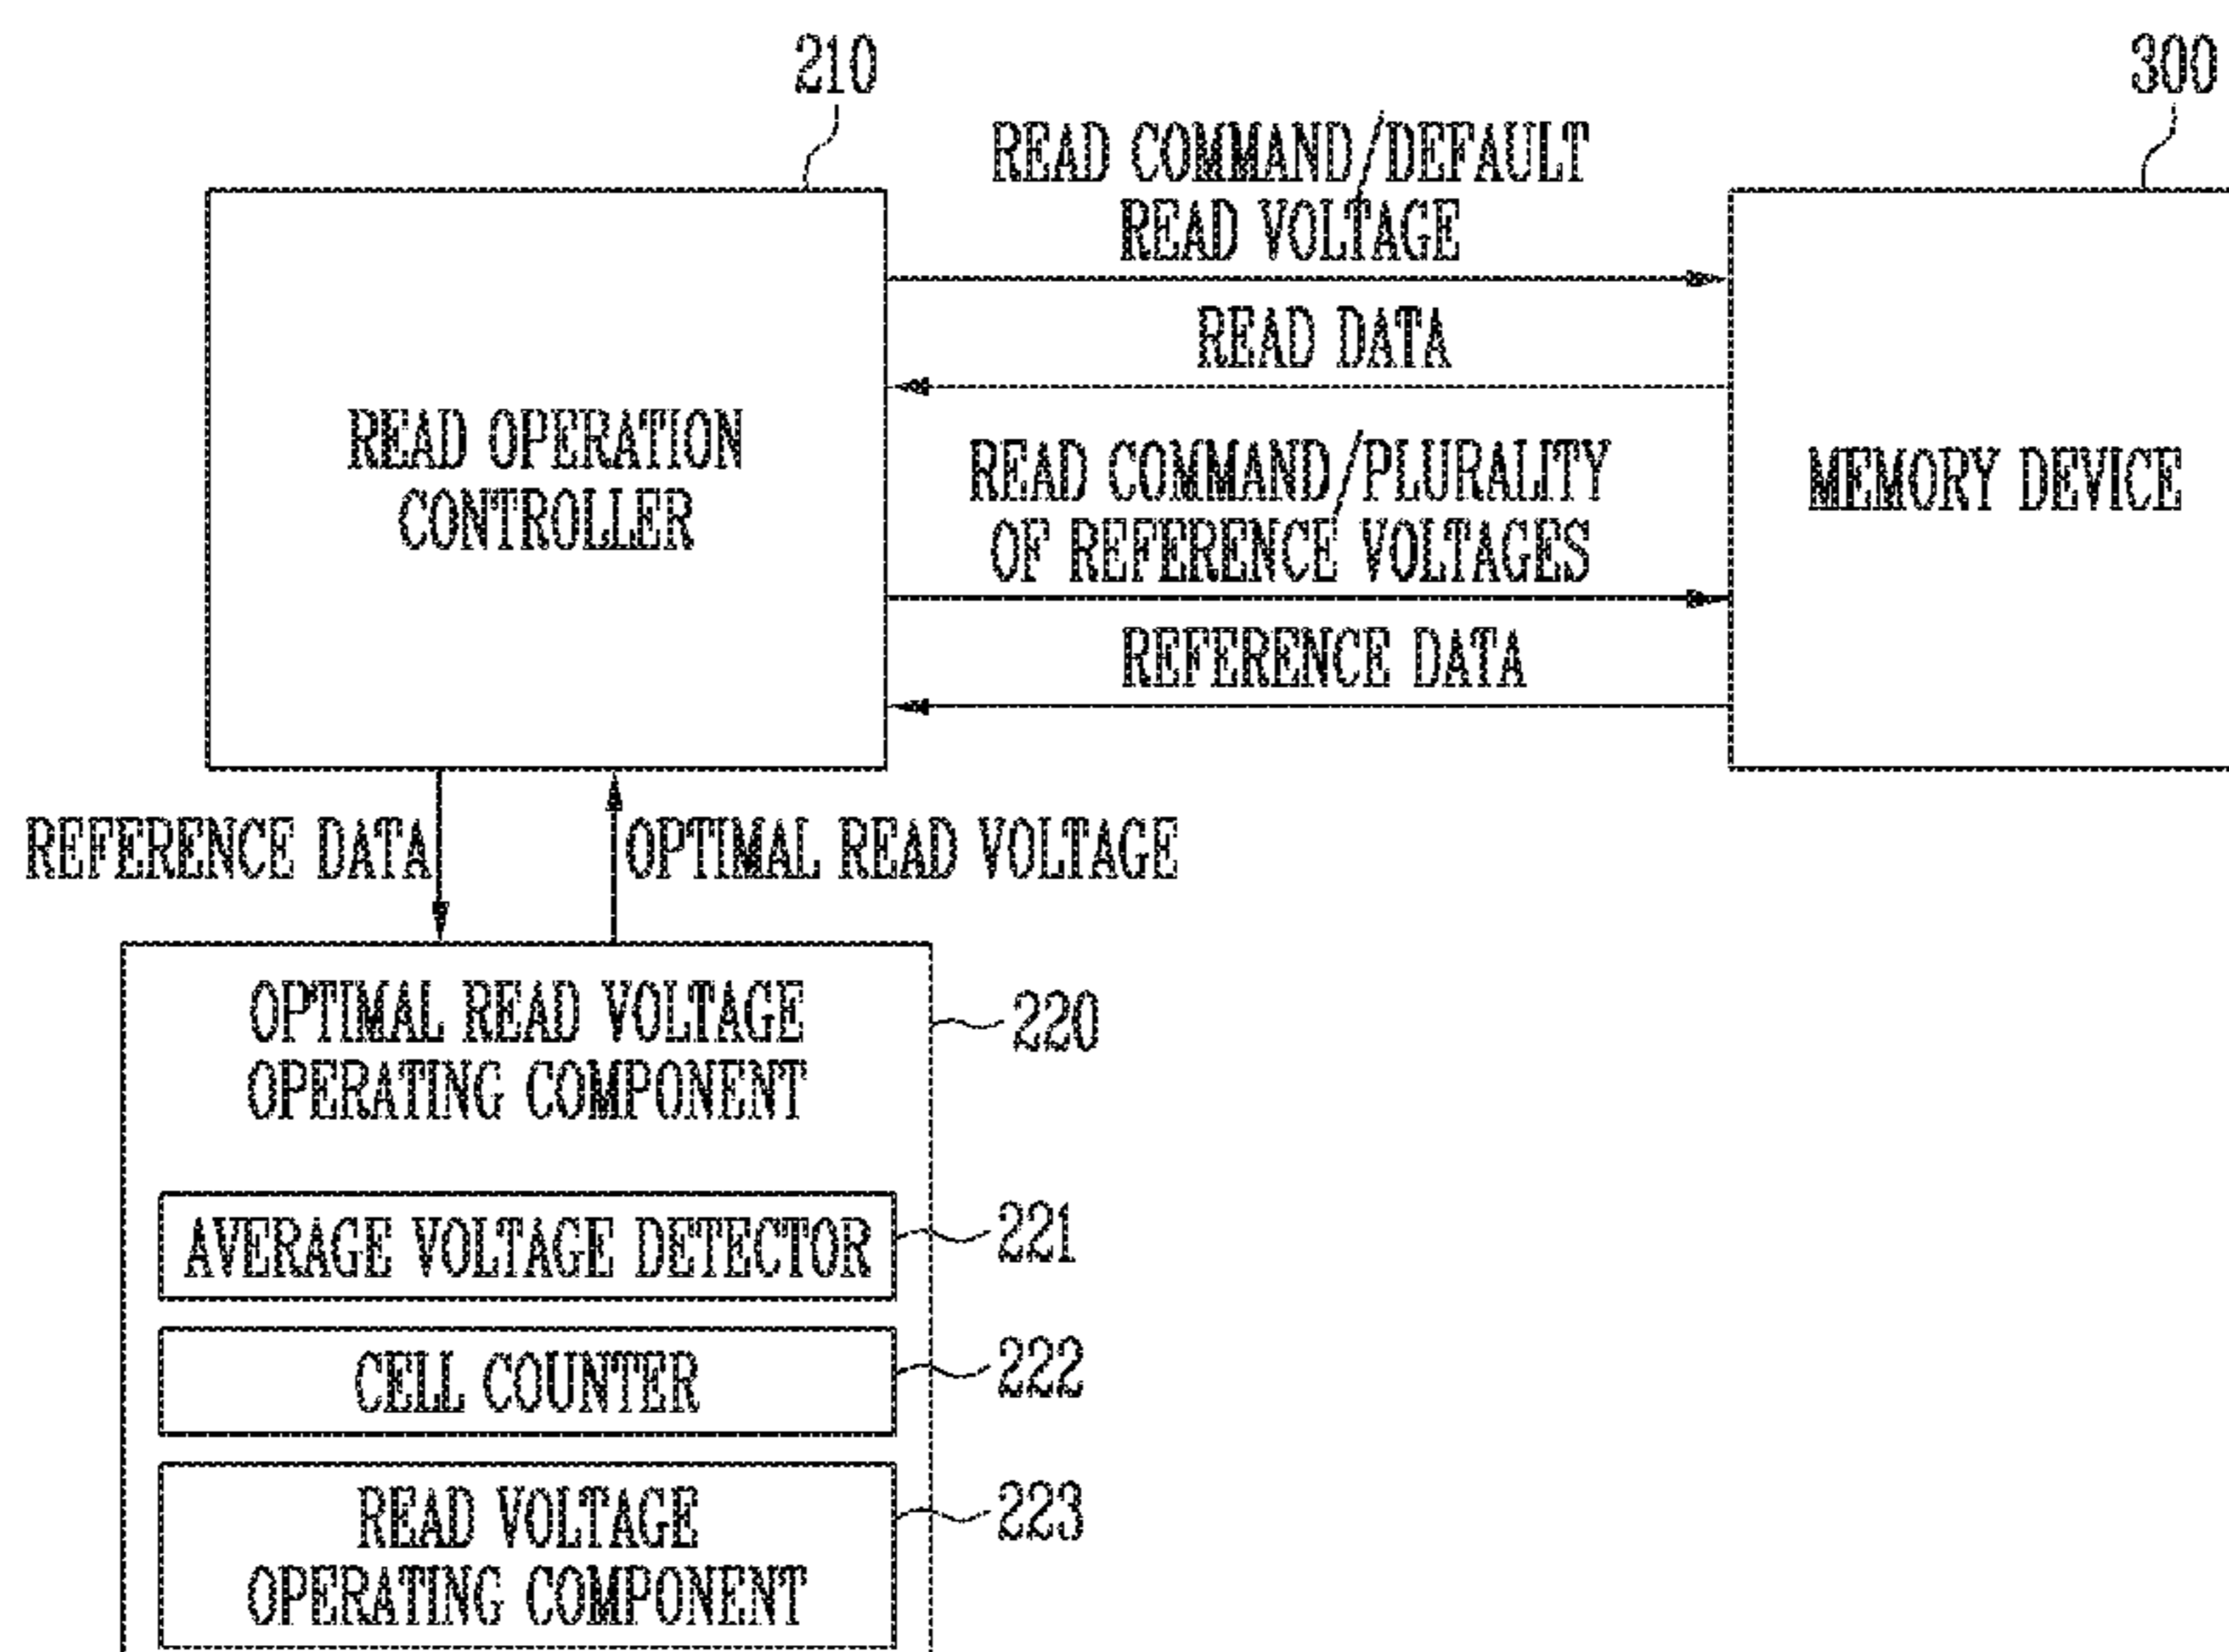 210
300
READ COMMAND/DEFAULT
READ VOLTAGE
READ DATA
READ OPERATION
CONTROLLER
READ COMMAND/PLURALITY
OF REFERENCE VOLTAGES
MEMORY DEVICE
REFERENCE DATA
REFERENCE DATA
OPTIMAL READ VOLTAGE
OPTIMAL READ VOLTAGE
OPERATING COMPONENT
220
AVERAGE VOLTAGE DETECTOR
221
CELL COUNTER
222
READ VOLTAGE
OPERATING COMPONENT
223